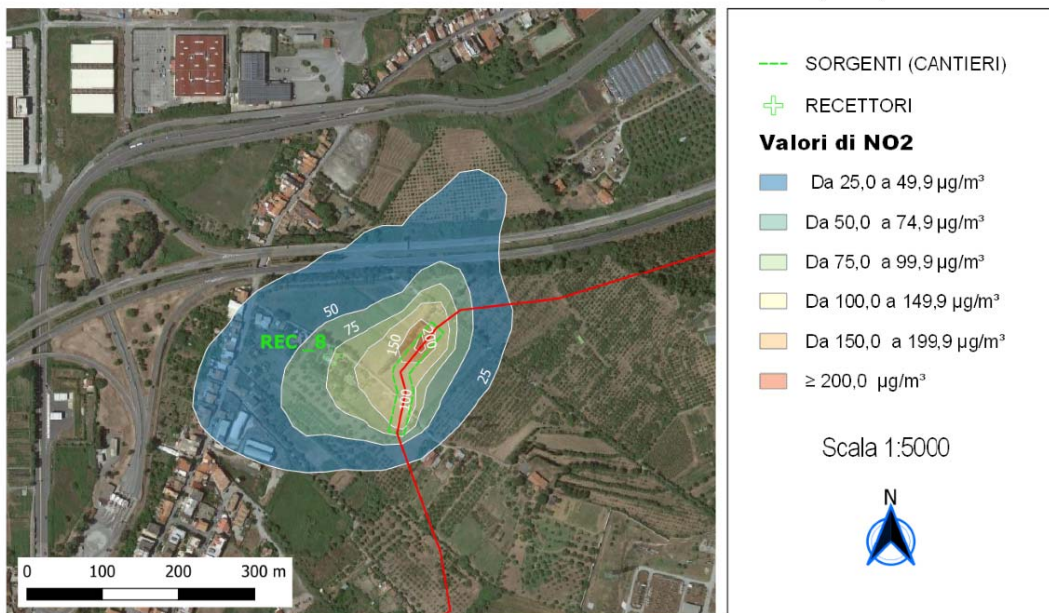 50
75
REC_8
150
200
25
100
0 100 200 300 m
SORGENTI (CANTIERI)
RECETTORI
Valori di NO2
Da 25,0 a 49,9 µg/m³
Da 50,0 a 74,9 µg/m³
Da 75,0 a 99,9 µg/m³
Da 100,0 a 149,9 µg/m³
Da 150,0 a 199,9 µg/m³
≥ 200,0 µg/m³
Scala 1:5000
N